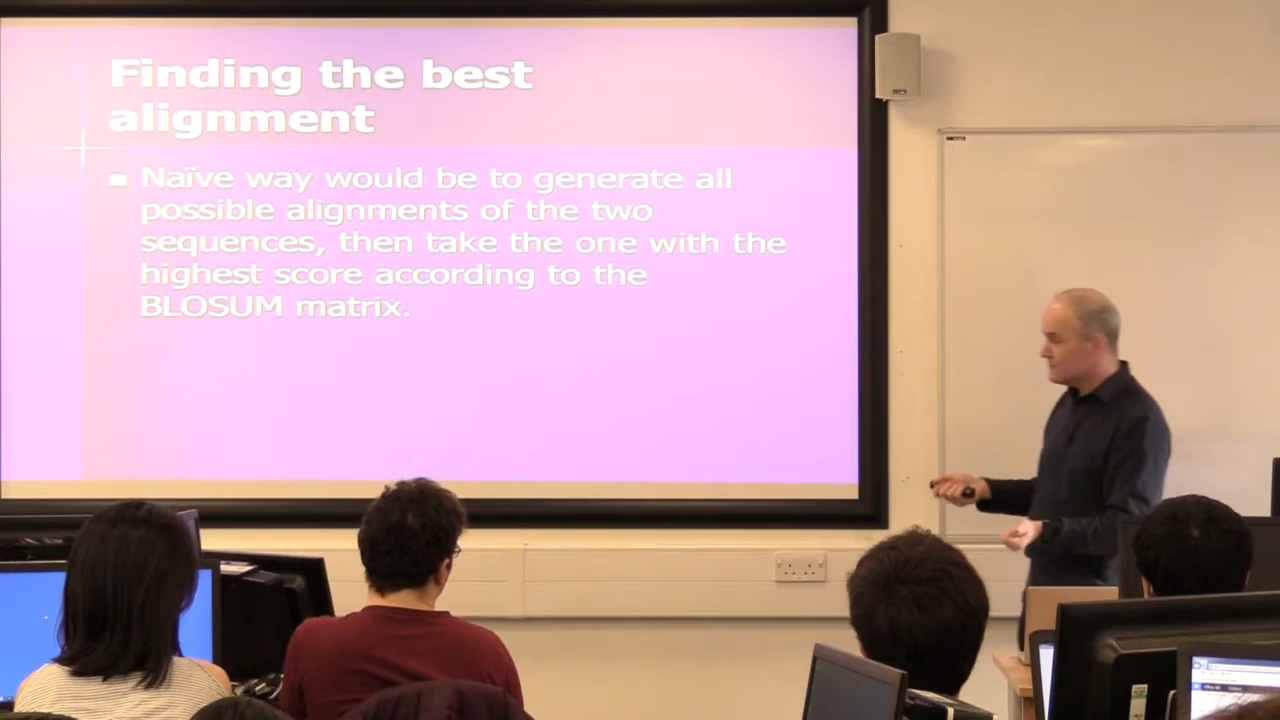 Finding the best
alignment
Naïve way would be to generate all
possible alignments of the two
sequences, then take the one with the
highest score according to the
BLOSUM matrix.